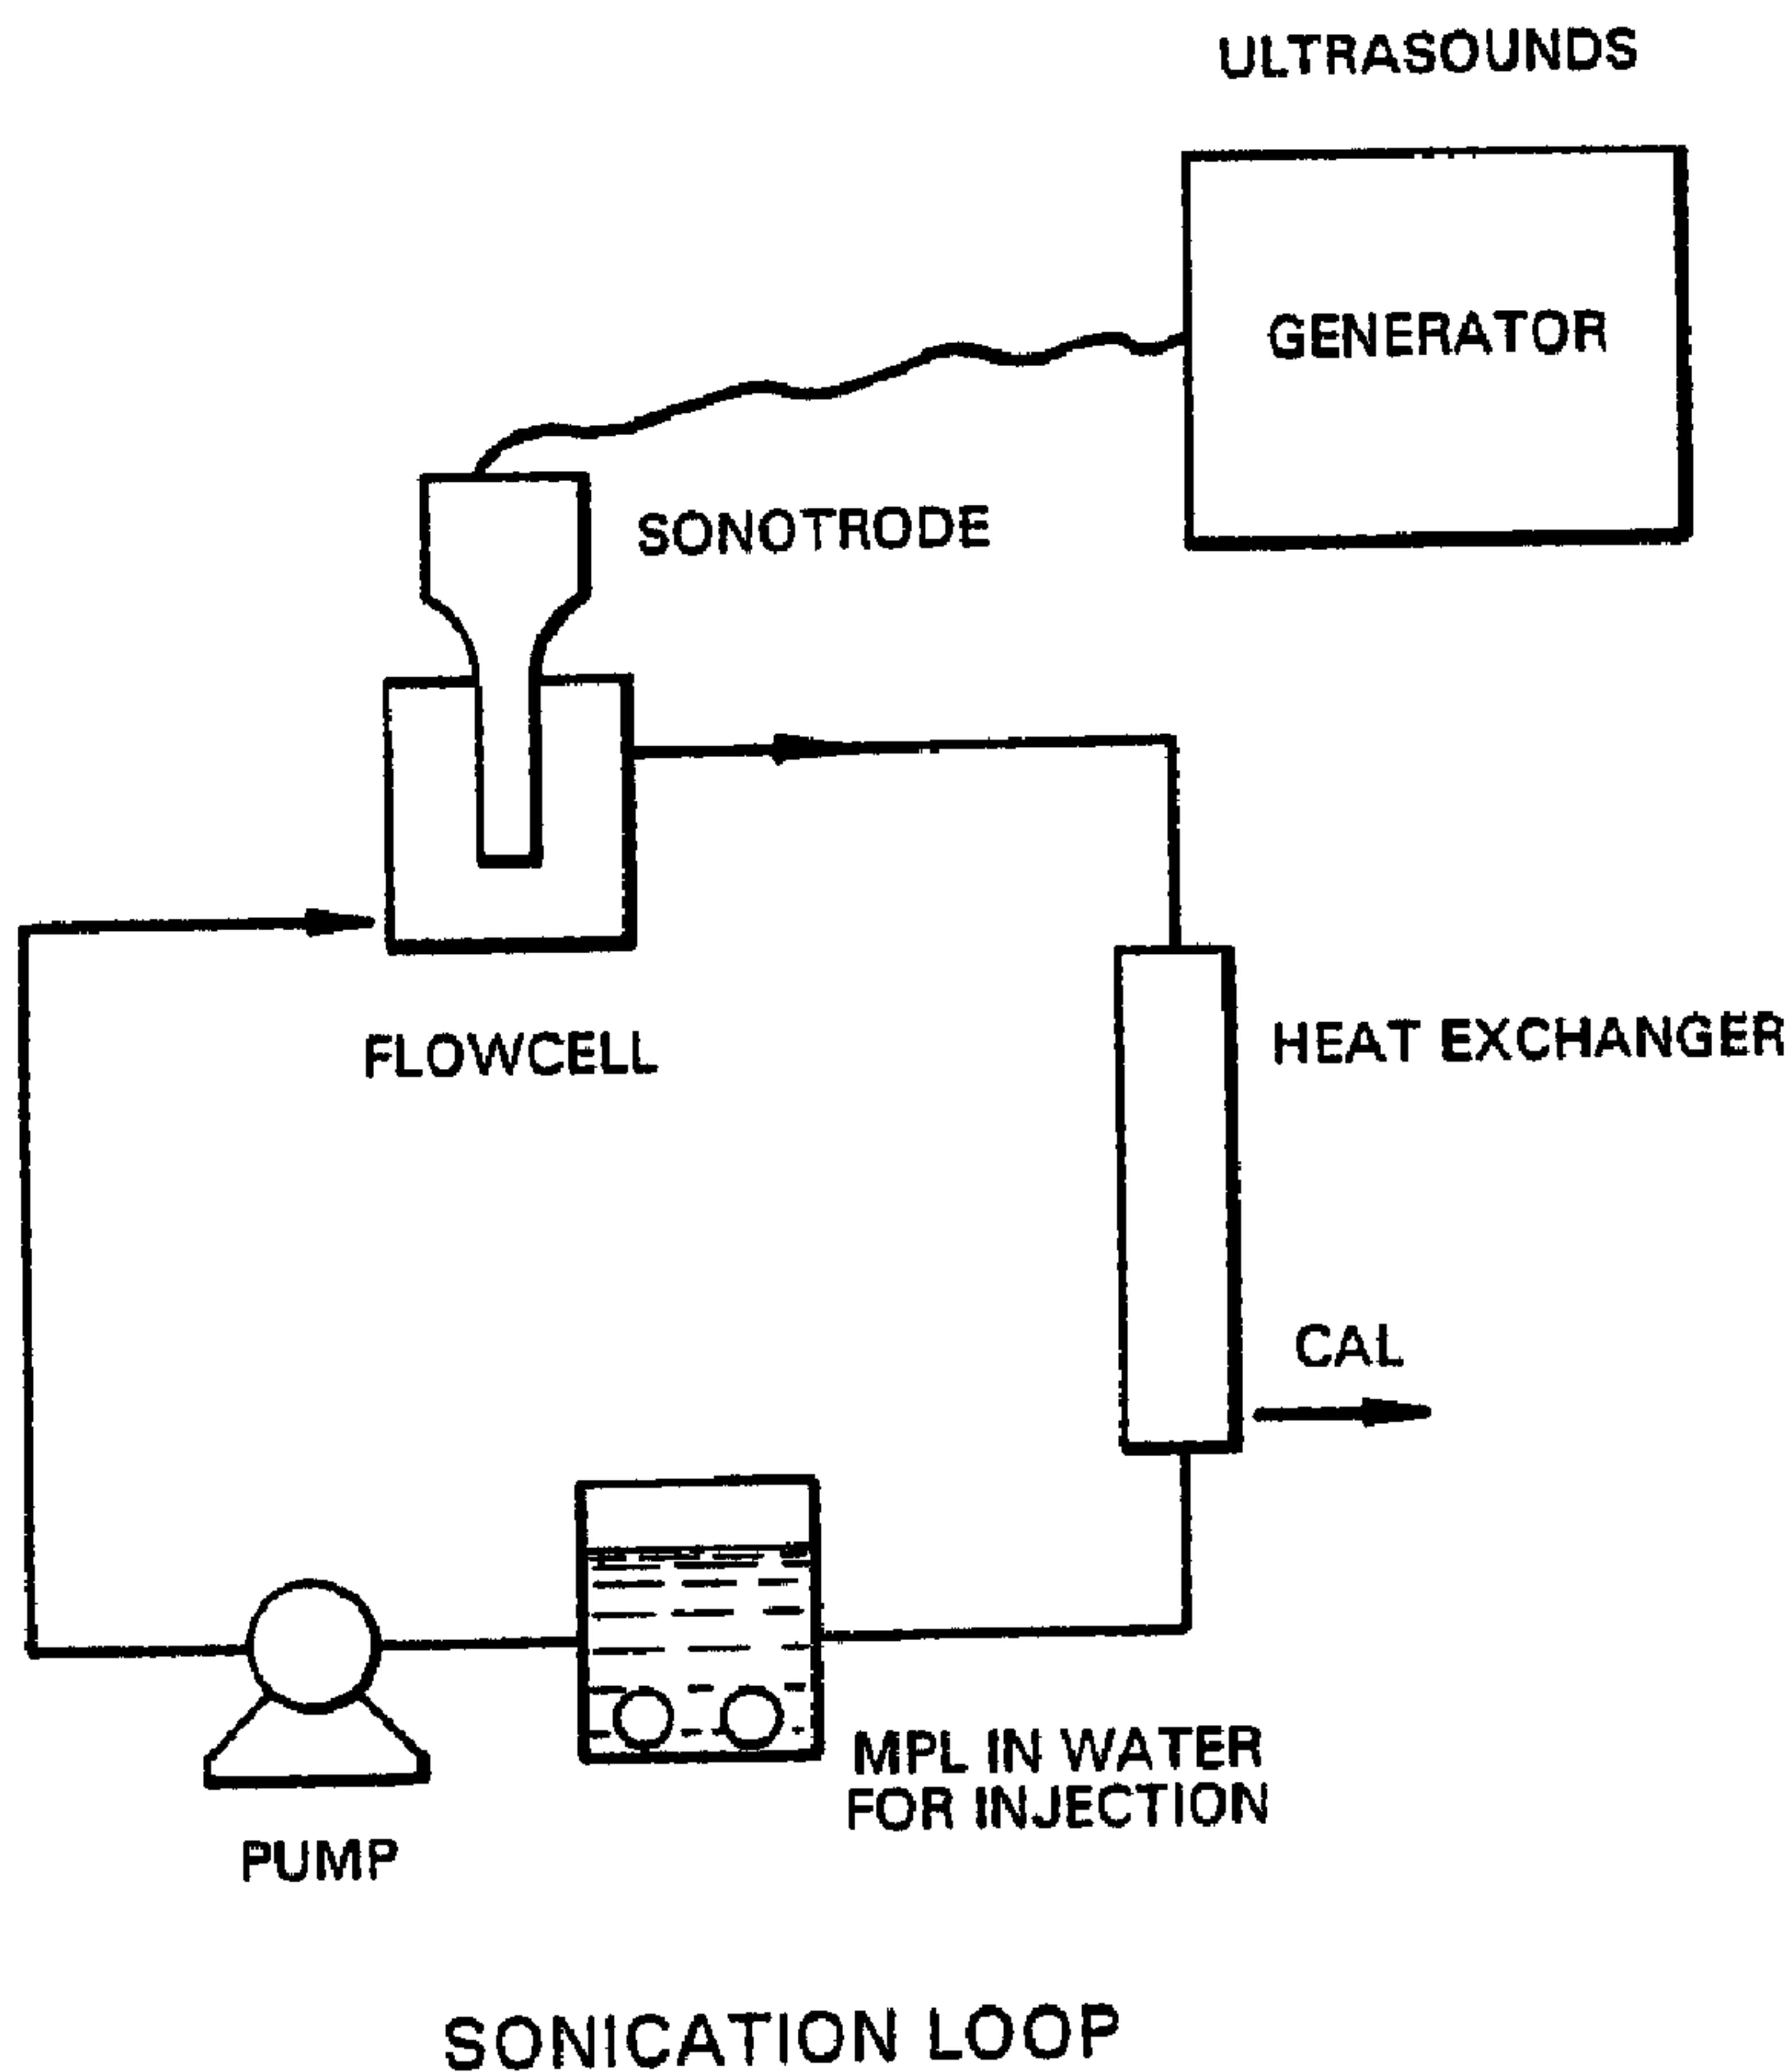 ULTRASOUNDS
GENERATOR
SONOTRODE
FLOWCELL
HEAT EXCHANGER
CAL
MPL IN WATER
FOR INJECTION
PUMP
SONICATION LOOP